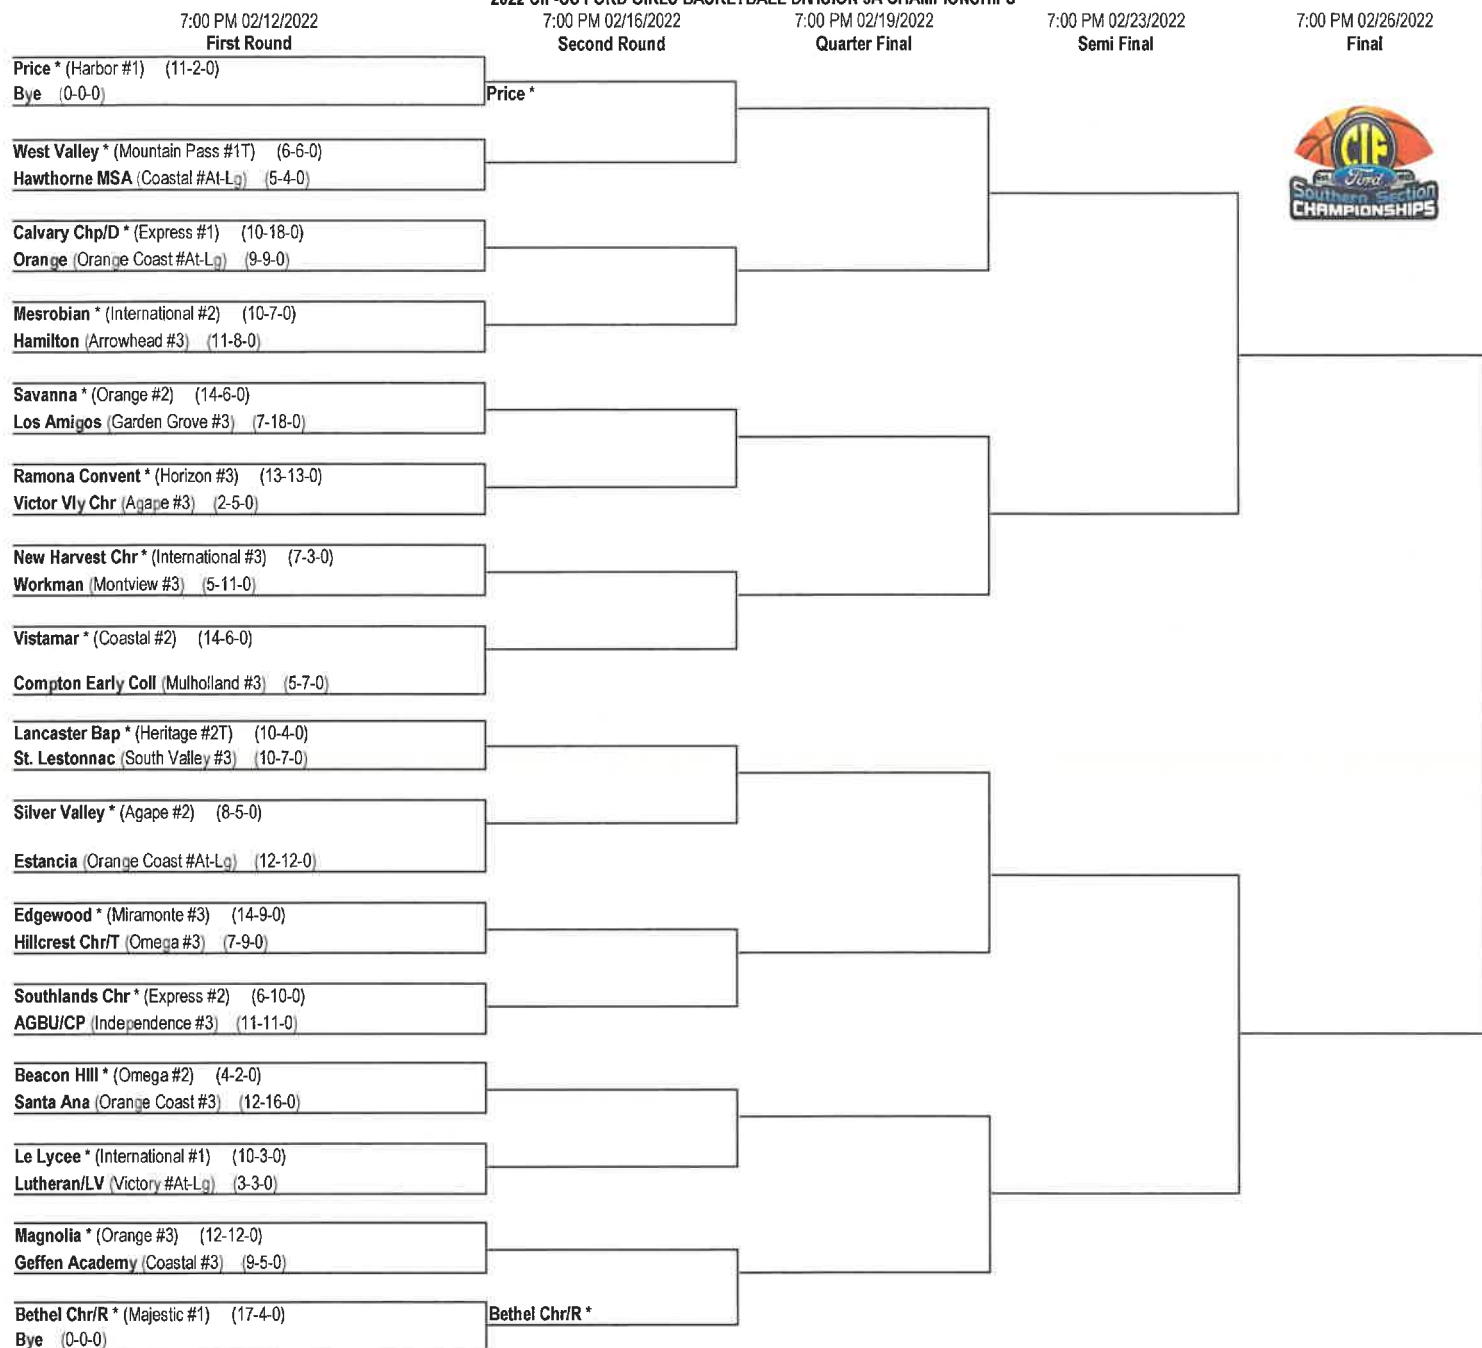 7:00 PM 02/12/2022 7:00 PM 02/16/2022 7:00 PM 02/19/2022 7:00 PM 02/23/2022 7:00 PM 02/26/2022
First Round Second Round Quarter Final Semi Final Final
Price * (Harbor #1) (11-2-0)
Bye (0-0-0)
Price *
West Valley * (Mountain Pass #1T) (6-6-0)
Hawthorne MSA (Coastal #At-Lg) (5-4-0)
Calvary Chp/D * (Express #1) (10-18-0)
Orange (Orange Coast #At-Lg) (9-9-0)
Mesrobian * (International #2) (10-7-0)
Hamilton (Arrowhead #3) (11-8-0)
Savanna * (Orange #2) (14-6-0)
Los Amigos (Garden Grove #3) (7-18-0)
Ramona Convent * (Horizon #3) (13-13-0)
Victor Vly Chr (Agape #3) (2-5-0)
New Harvest Chr * (International #3) (7-3-0)
Workman (Montview #3) (5-11-0)
Vistamar * (Coastal #2) (14-6-0)
Compton Early Coll (Mulholland #3) (5-7-0)
Lancaster Bap * (Heritage #2T) (10-4-0)
St. Lestonnac (South Valley #3) (10-7-0)
Silver Valley * (Agape #2) (8-5-0)
Estancia (Orange Coast #At-Lg) (12-12-0)
Edgewood * (Miramonte #3) (14-9-0)
Hillcrest Chr/T (Omega #3) (7-9-0)
Southlands Chr * (Express #2) (6-10-0)
AGBU/CP (Independence #3) (11-11-0)
Beacon HIll * (Omega #2) (4-2-0)
Santa Ana (Orange Coast #3) (12-16-0)
Le Lycee * (International #1) (10-3-0)
Lutheran/LV (Victory #At-Lg) (3-3-0)
Magnolia * (Orange #3) (12-12-0)
Geffen Academy (Coastal #3) (9-5-0)
Bethel Chr/R * (Majestic #1) (17-4-0)
Bye (0-0-0)
Bethel Chr/R *
CIF
Ford
Southern Section
CHAMPIONSHIPS